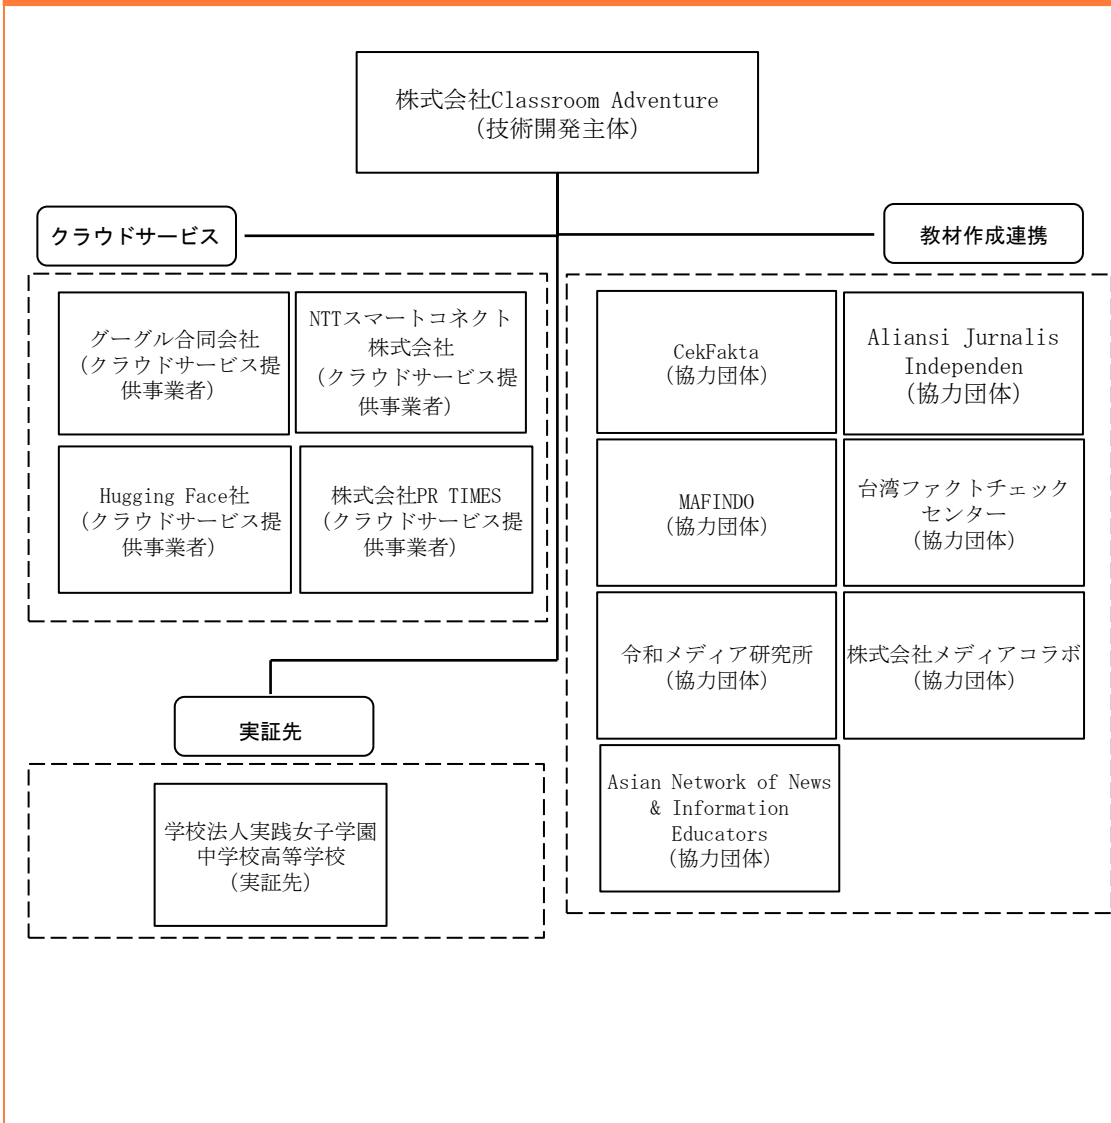 株式会社Classroom Adventure
（技術開発主体）
クラウドサービス
グーグル合同会社
（クラウドサービス提
供事業者）
NTTスマートコネクト
株式会社
（クラウドサービス提
供事業者）
Hugging Face社
（クラウドサービス提
供事業者）
株式会社PR TIMES
（クラウドサービス提
供事業者）
教材作成連携
CekFakta
（協力団体）
Aliansi Jurnalis
Independen
（協力団体）
MAFINDO
（協力団体）
台湾ファクトチェック
センター
（協力団体）
令和メディア研究所
（協力団体）
株式会社メディアコラボ
（協力団体）
Asian Network of News
& Information
Educators
（協力団体）
実証先
学校法人実践女子学園
中学校高等学校
（実証先）